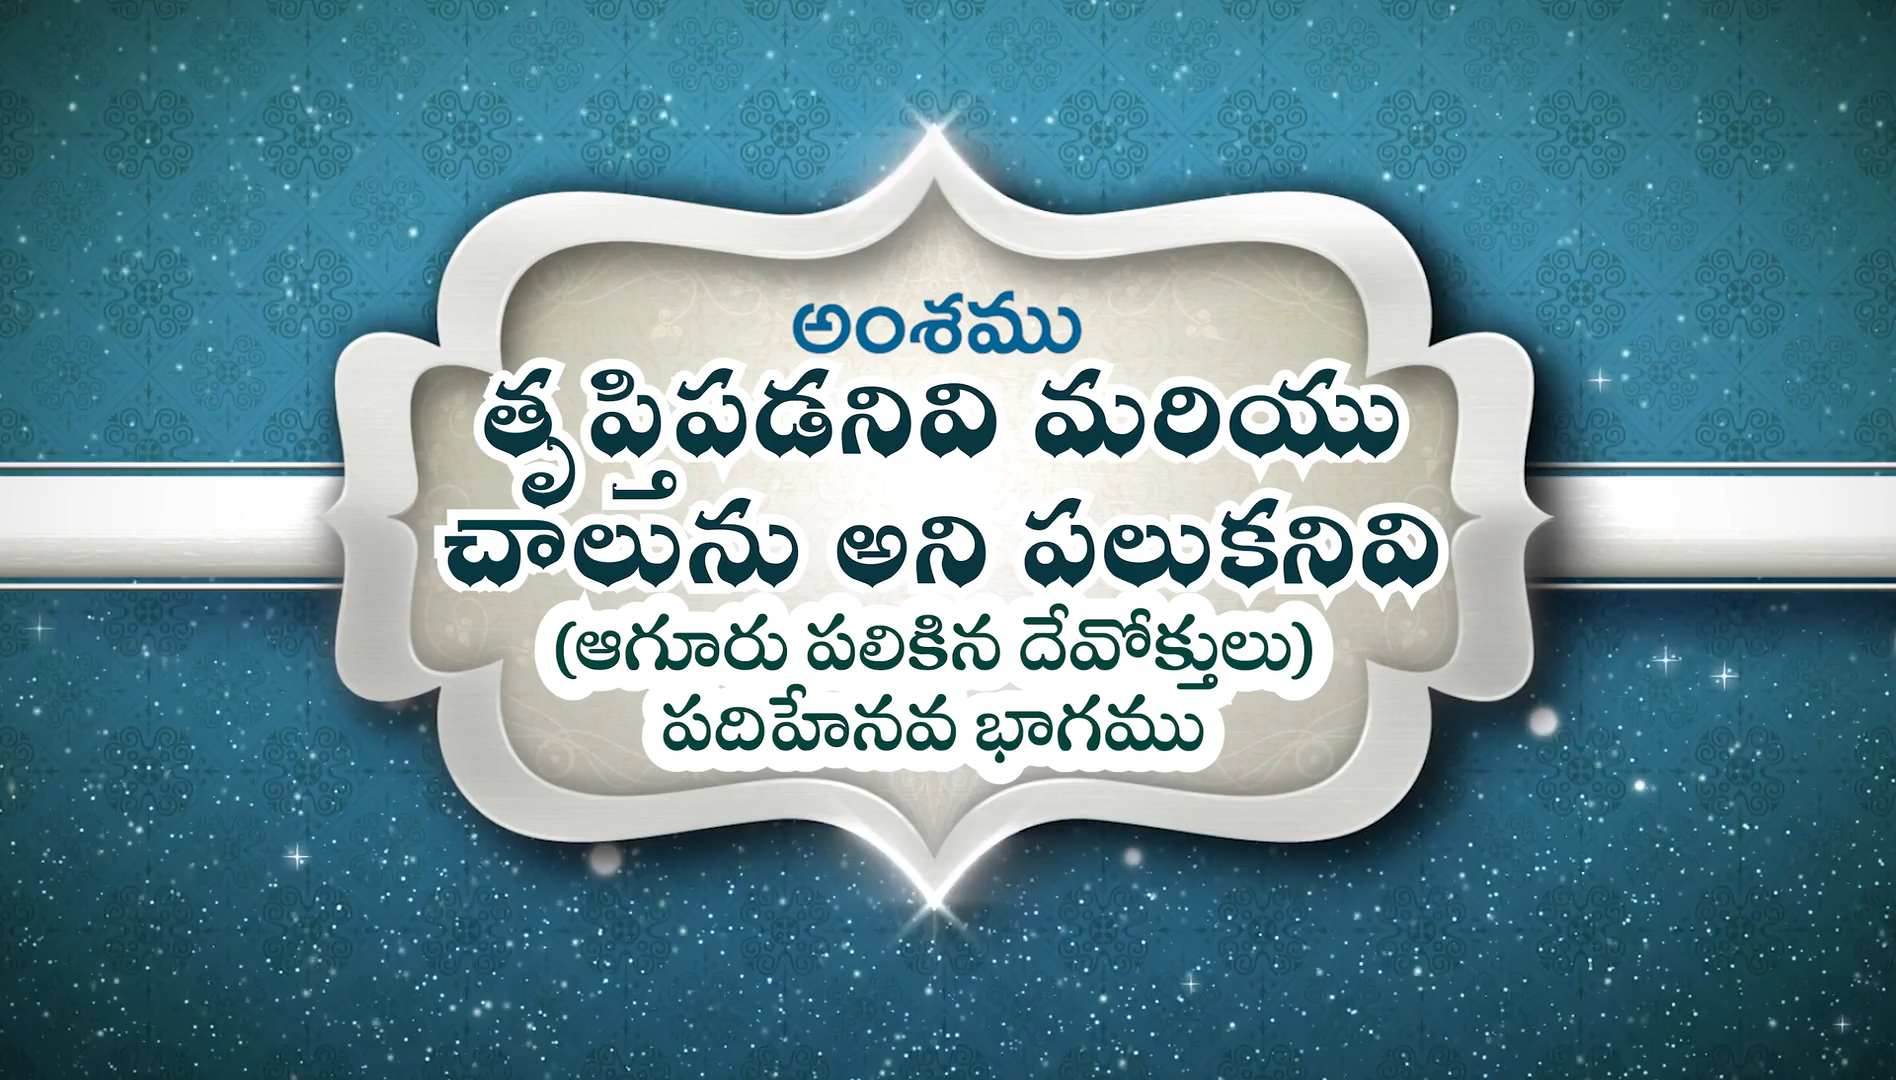 అంశము
తృప్తిపడనివి మరియు
చాలును అని పలుకనివి
(ఆగూరు పలికిన దేవోక్తులు)
పదిహేనవ భాగము